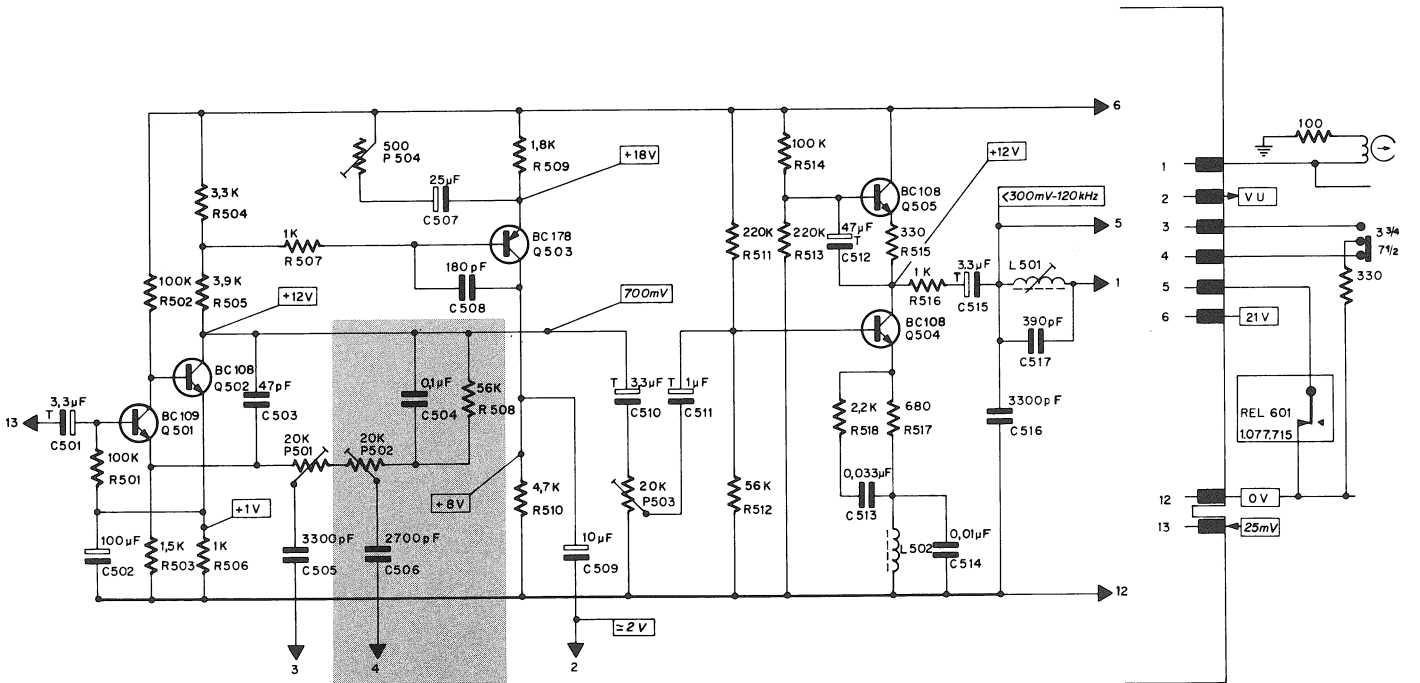 6
500
P 504
1,8K
R509
+18V
25µF
C507
3,3K
R504
1K
R 507
BC178
Q503
180pF
C508
100K
R502
3,9K
R505
+12V
700mV
BC108
Q502
47pF
C503
0,1µF
C504
56K
R 508
13
T
3,3µF
C501
BC109
Q501
100K
R501
20K
P501
20K
P502
+8V
4,7K
R510
+1V
100µF
C502
1,5K
R503
1K
R506
3300pF
C505
2700pF
C506
10µF
C509
≃2V
3
4
2
T
3,3µF
C510
T
1µF
C511
20K
P503
220K
R511
56K
R512
100K
R514
220K
R513
47µF
T
C512
BC108
Q505
330
R515
+12V
<300mV-120kHz
5
1K
R516
T
3,3µF
C515
L501
1
BC108
Q504
390pF
C517
2,2K
R518
680
R517
3300pF
C516
0,033µF
C513
L502
0,01µF
C514
12
100
1
2
VU
3
3 3/4
4
7 1/2
330
5
6
21V
REL 601
1.077.715
12
0V
13
25mV